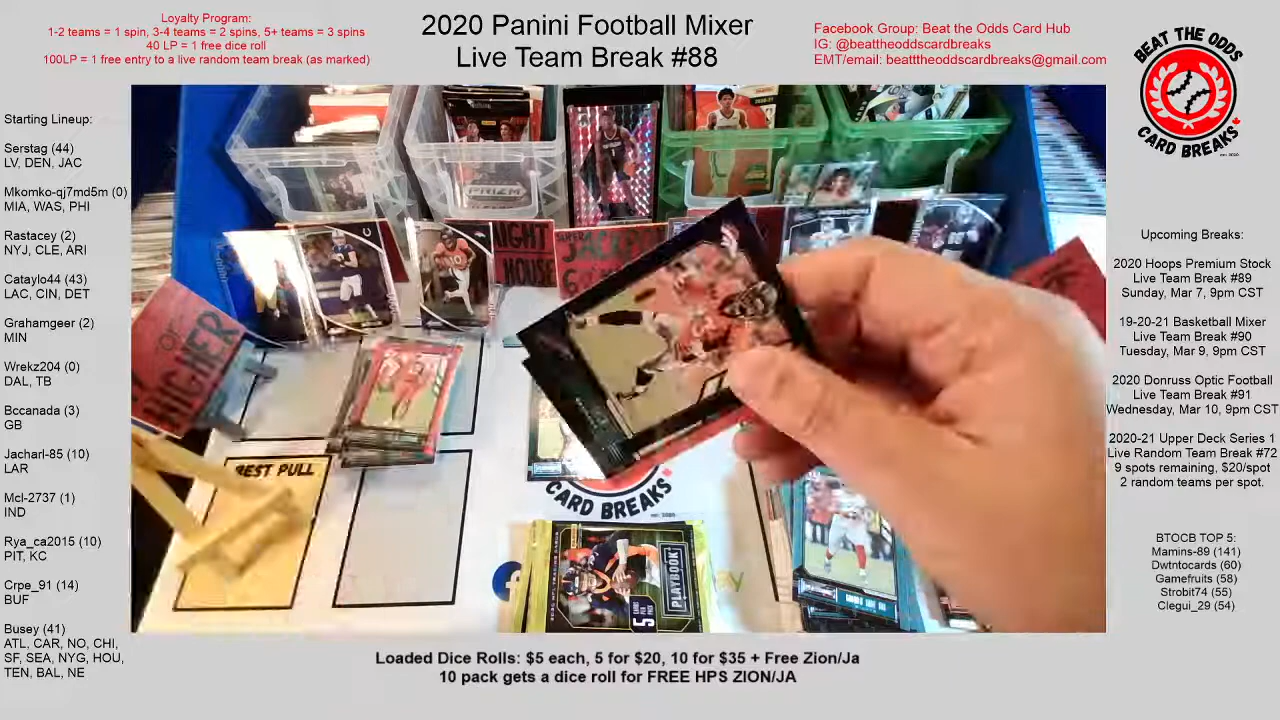 Loyalty Program:
1-2 teams = 1 spin, 3-4 teams = 2 spins, 5+ teams = 3 spins
40 LP = 1 free dice roll
100LP = 1 free entry to a live random team break (as marked)
2020 Panini Football Mixer
Live Team Break #88
Facebook Group: Beat the Odds Card Hub
IG: @beattheoddscardbreaks
EMT/email: beatttheoddscardbreaks@gmail.com
BEAT THE ODDS
CARD BREAKS
Starting Lineup:
Serstag (44)
LV, DEN, JAC
Mkomko-qj7md5m (0)
MIA, WAS, PHI
Rastacey (2)
NYJ, CLE, ARI
Cataylo44 (43)
LAC, CIN, DET
Grahamgeer (2)
MIN
Wrekz204 (0)
DAL, TB
Bccanada (3)
GB
Jacharl-85 (10)
LAR
Mcl-2737 (1)
IND
Rya_ca2015 (10)
PIT, KC
Crpe_91 (14)
BUF
Busey (41)
ATL, CAR, NO, CHI,
SF, SEA, NYG, HOU,
TEN, BAL, NE
PRIZM
NIGHT
HOUSE
OF
HIGHER
BEST PULL
CARD BREAKS
PLAYBOOK
5
Upcoming Breaks:
2020 Hoops Premium Stock
Live Team Break #89
Sunday, Mar 7, 9pm CST
19-20-21 Basketball Mixer
Live Team Break #90
Tuesday, Mar 9, 9pm CST
2020 Donruss Optic Football
Live Team Break #91
Wednesday, Mar 10, 9pm CST
2020-21 Upper Deck Series 1
Live Random Team Break #72
9 spots remaining, $20/spot
2 random teams per spot.
BTOCB TOP 5:
Mamins-89 (141)
Dwtntocards (60)
Gamefruits (58)
Strobit74 (55)
Clegui_29 (54)
Loaded Dice Rolls: $5 each, 5 for $20, 10 for $35 + Free Zion/Ja
10 pack gets a dice roll for FREE HPS ZION/JA